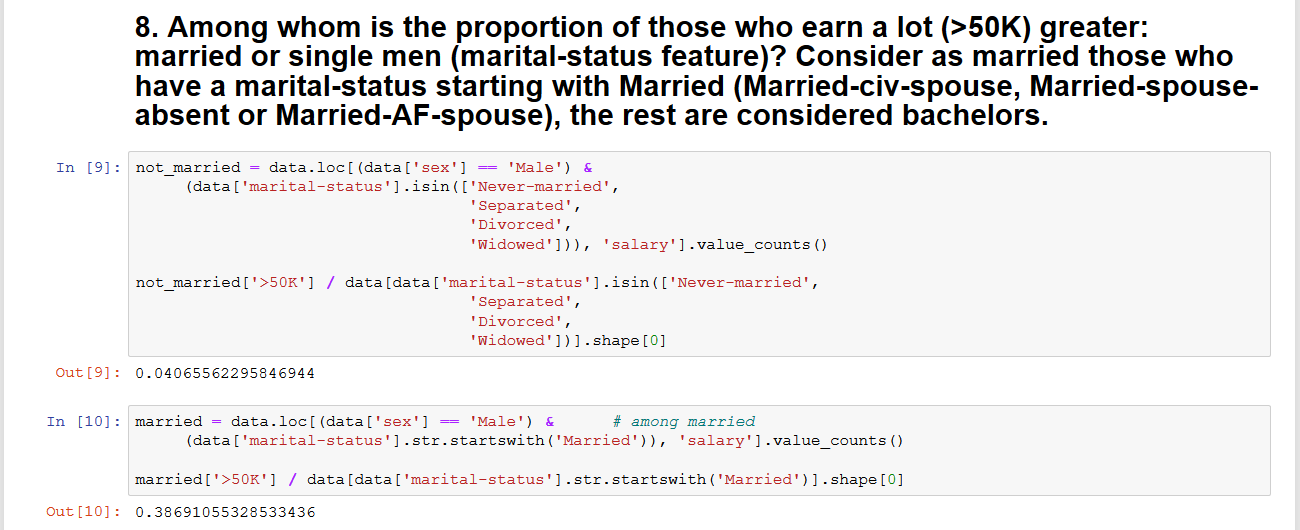 8. Among whom is the proportion of those who earn a lot (>50K) greater:
married or single men (marital-status feature)? Consider as married those who
have a marital-status starting with Married (Married-civ-spouse, Married-spouse-
absent or Married-AF-spouse), the rest are considered bachelors.
In [9]: not_married = data.loc[(data['sex'] == 'Male') &
(data['marital-status'].isin(['Never-married',
'Separated',
'Divorced',
'Widowed'])), 'salary'].value_counts()
not_married['>50K'] / data[data['marital-status'].isin(['Never-married',
'Separated',
'Divorced',
'Widowed'])].shape[0]
Out[9]: 0.04065562295846944
In [10]: married = data.loc[(data['sex'] == 'Male') & # among married
(data['marital-status'].str.startswith('Married')), 'salary'].value_counts()
married['>50K'] / data[data['marital-status'].str.startswith('Married')].shape[0]
Out[10]: 0.38691055328533436